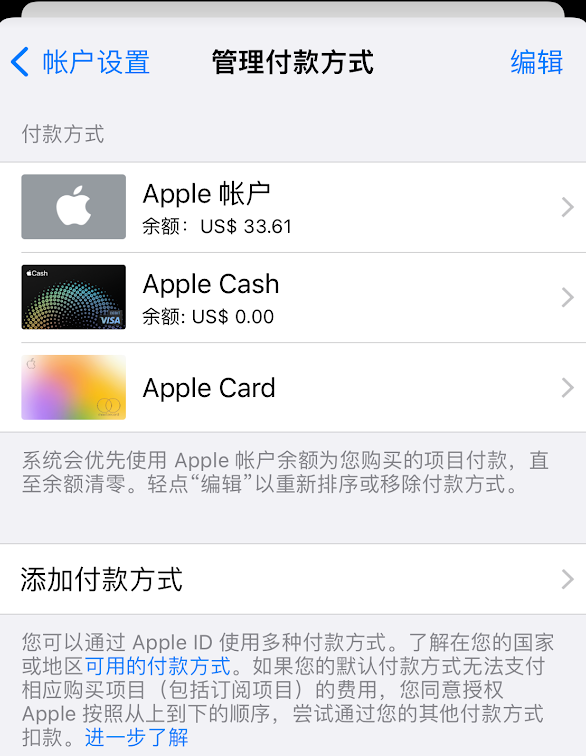 帐户设置
管理付款方式
编辑
付款方式
Apple 帐户
余额：US$ 33.61
Cash
VISA
Apple Cash
余额: US$ 0.00
Apple Card
系统会优先使用 Apple 帐户余额为您购买的项目付款，直
至余额清零。轻点“编辑”以重新排序或移除付款方式。
添加付款方式
您可以通过 Apple ID 使用多种付款方式。了解在您的国家
或地区可用的付款方式。如果您的默认付款方式无法支付
相应购买项目（包括订阅项目）的费用，您同意授权
Apple 按照从上到下的顺序，尝试通过您的其他付款方式
扣款。进一步了解